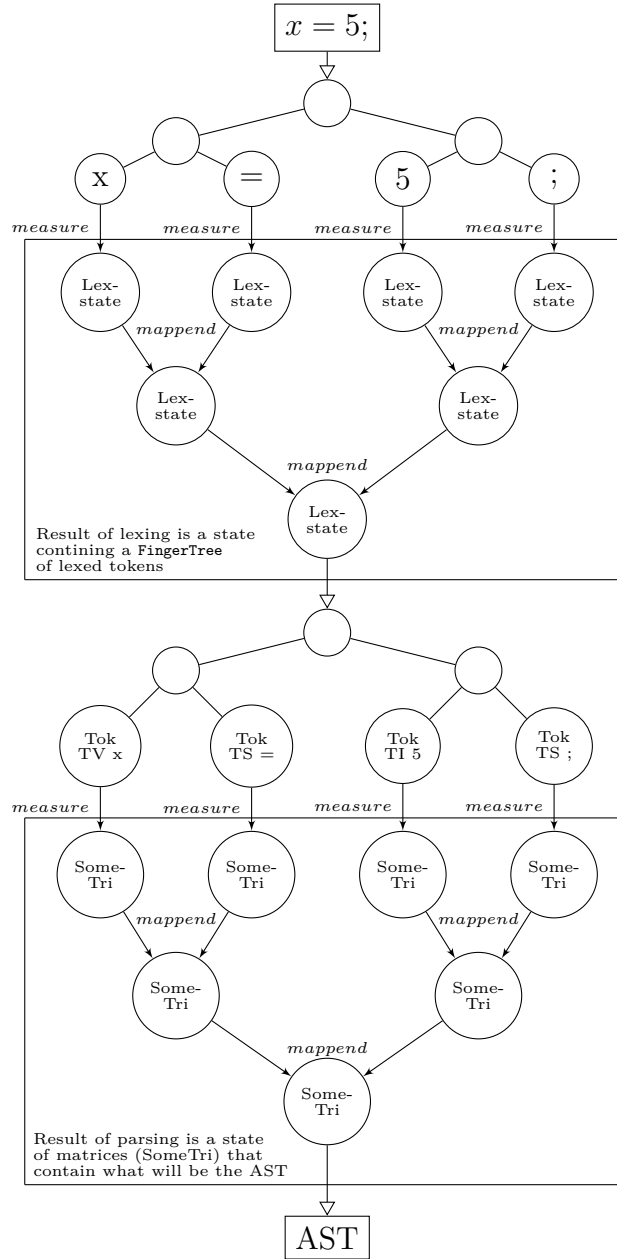 x = 5;
x = 5 ;
measure measure measure measure
Lex- Lex- Lex- Lex-
state state state state
mappend mappend
Lex- Lex-
state state
mappend
Lex-
state
Result of lexing is a state
contining a FingerTree
of lexed tokens
Tok Tok Tok Tok
TV x TS = TI 5 TS ;
measure measure measure measure
Some- Some- Some- Some-
Tri Tri Tri Tri
mappend mappend
Some- Some-
Tri Tri
mappend
Some-
Tri
Result of parsing is a state
of matrices (SomeTri) that
contain what will be the AST
AST